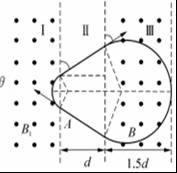 Ⅰ Ⅱ Ⅲ
θ
B₁ A B
d 1.5d